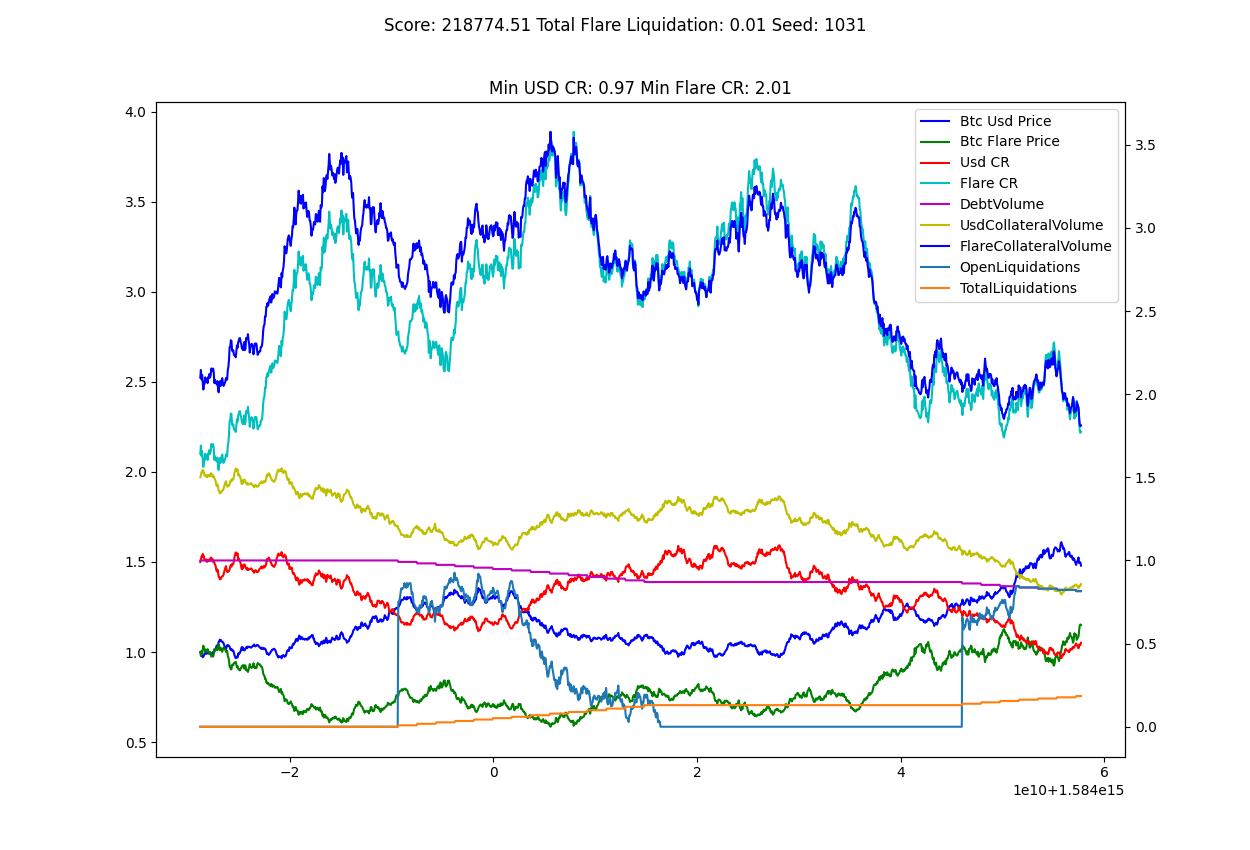 Score: 218774.51 Total Flare Liquidation: 0.01 Seed: 1031
Min USD CR: 0.97 Min Flare CR: 2.01
Btc Usd Price
Btc Flare Price
Usd CR
Flare CR
DebtVolume
UsdCollateralVolume
FlareCollateralVolume
OpenLiquidations
TotalLiquidations
4.0
3.5
3.0
2.5
2.0
1.5
1.0
0.5
3.5
3.0
2.5
2.0
1.5
1.0
0.5
0.0
−2 0 2 4 6
1e10+1.584e15